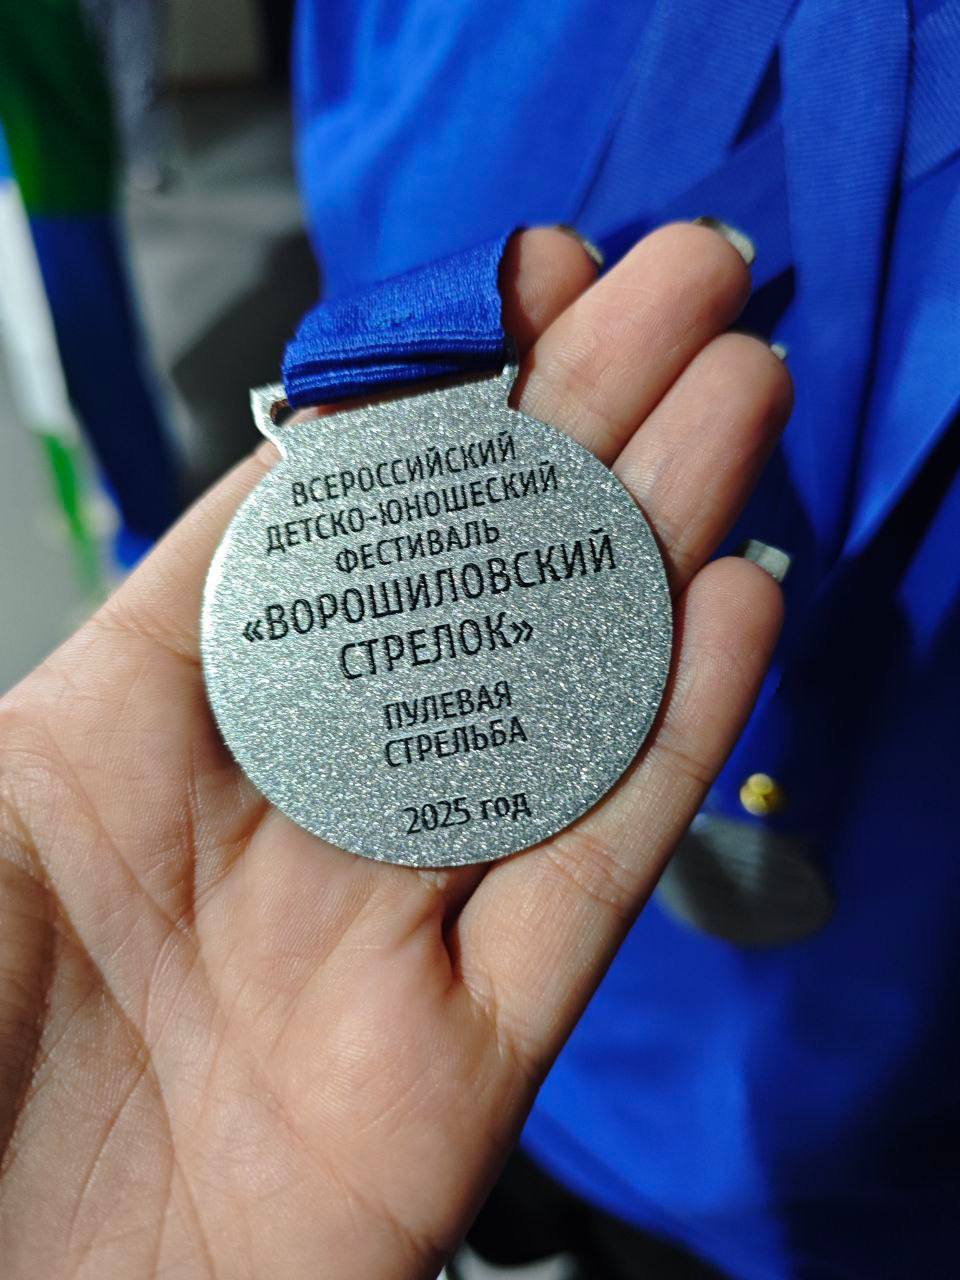 ВСЕРОССИЙСКИЙ
ДЕТСКО-ЮНОШЕСКИЙ
ФЕСТИВАЛЬ
«ВОРОШИЛОВСКИЙ
СТРЕЛОК»
ПУЛЕВАЯ
СТРЕЛЬБА
2025 год